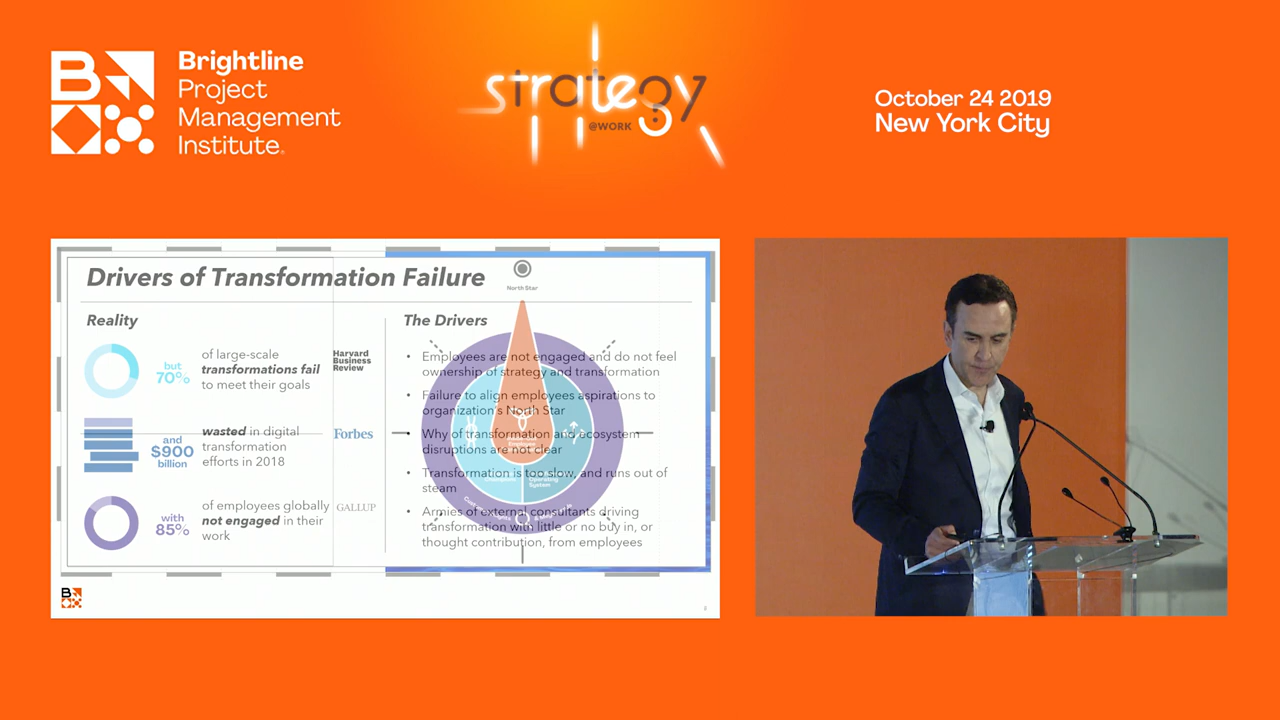 Brightline
Project
Management
Institute
strategy
@WORK
October 24 2019
New York City
Drivers of Transformation Failure
North Star
Reality
but
70%
of large-scale
transformations fail
to meet their goals
Harvard
Business
Review
and
$900
billion
wasted in digital
transformation
efforts in 2018
Forbes
with
85%
of employees globally
not engaged in their
work
GALLUP
The Drivers
• Employees are not engaged and do not feel
ownership of strategy and transformation
• Failure to align employees aspirations to
organization's North Star
• Why of transformation and ecosystem
disruptions are not clear
• Transformation is too slow, and runs out of
steam
• Armies of external consultants driving
transformation with little or no buy in, or
thought contribution, from employees
Operating
System
B